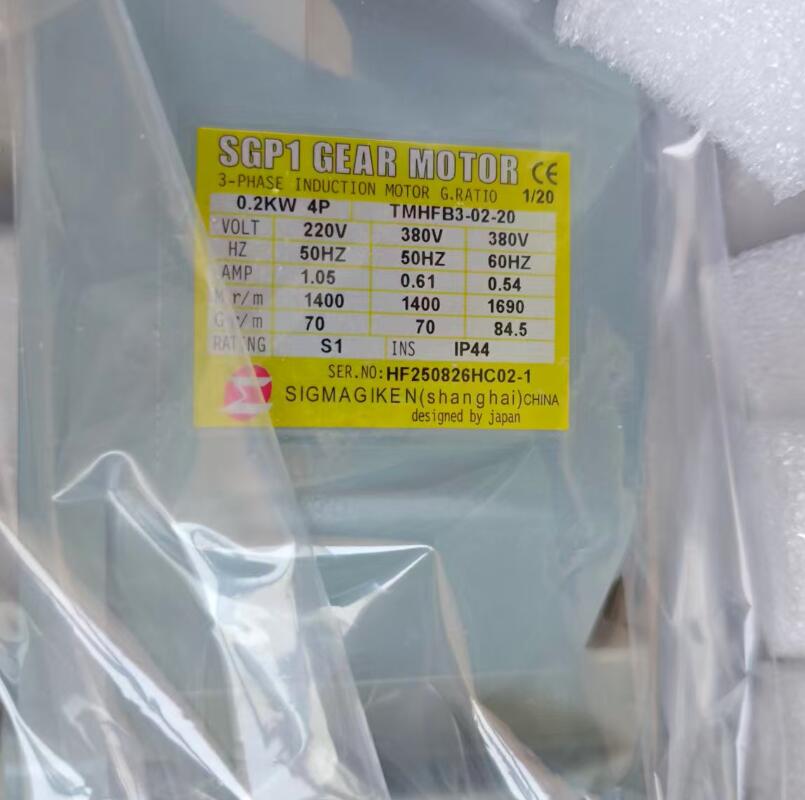 SGP1 GEAR MOTOR CE
3-PHASE INDUCTION MOTOR G.RATIO 1/20
0.2KW 4P TMHFB3-02-20
VOLT 220V 380V 380V
HZ 50HZ 50HZ 60HZ
AMP 1.05 0.61 0.54
M r/m 1400 1400 1690
G r/m 70 70 84.5
RATING S1 INS IP44
SER.NO:HF250826HC02-1
SIGMAGIKEN(shanghai)CHINA
designed by japan